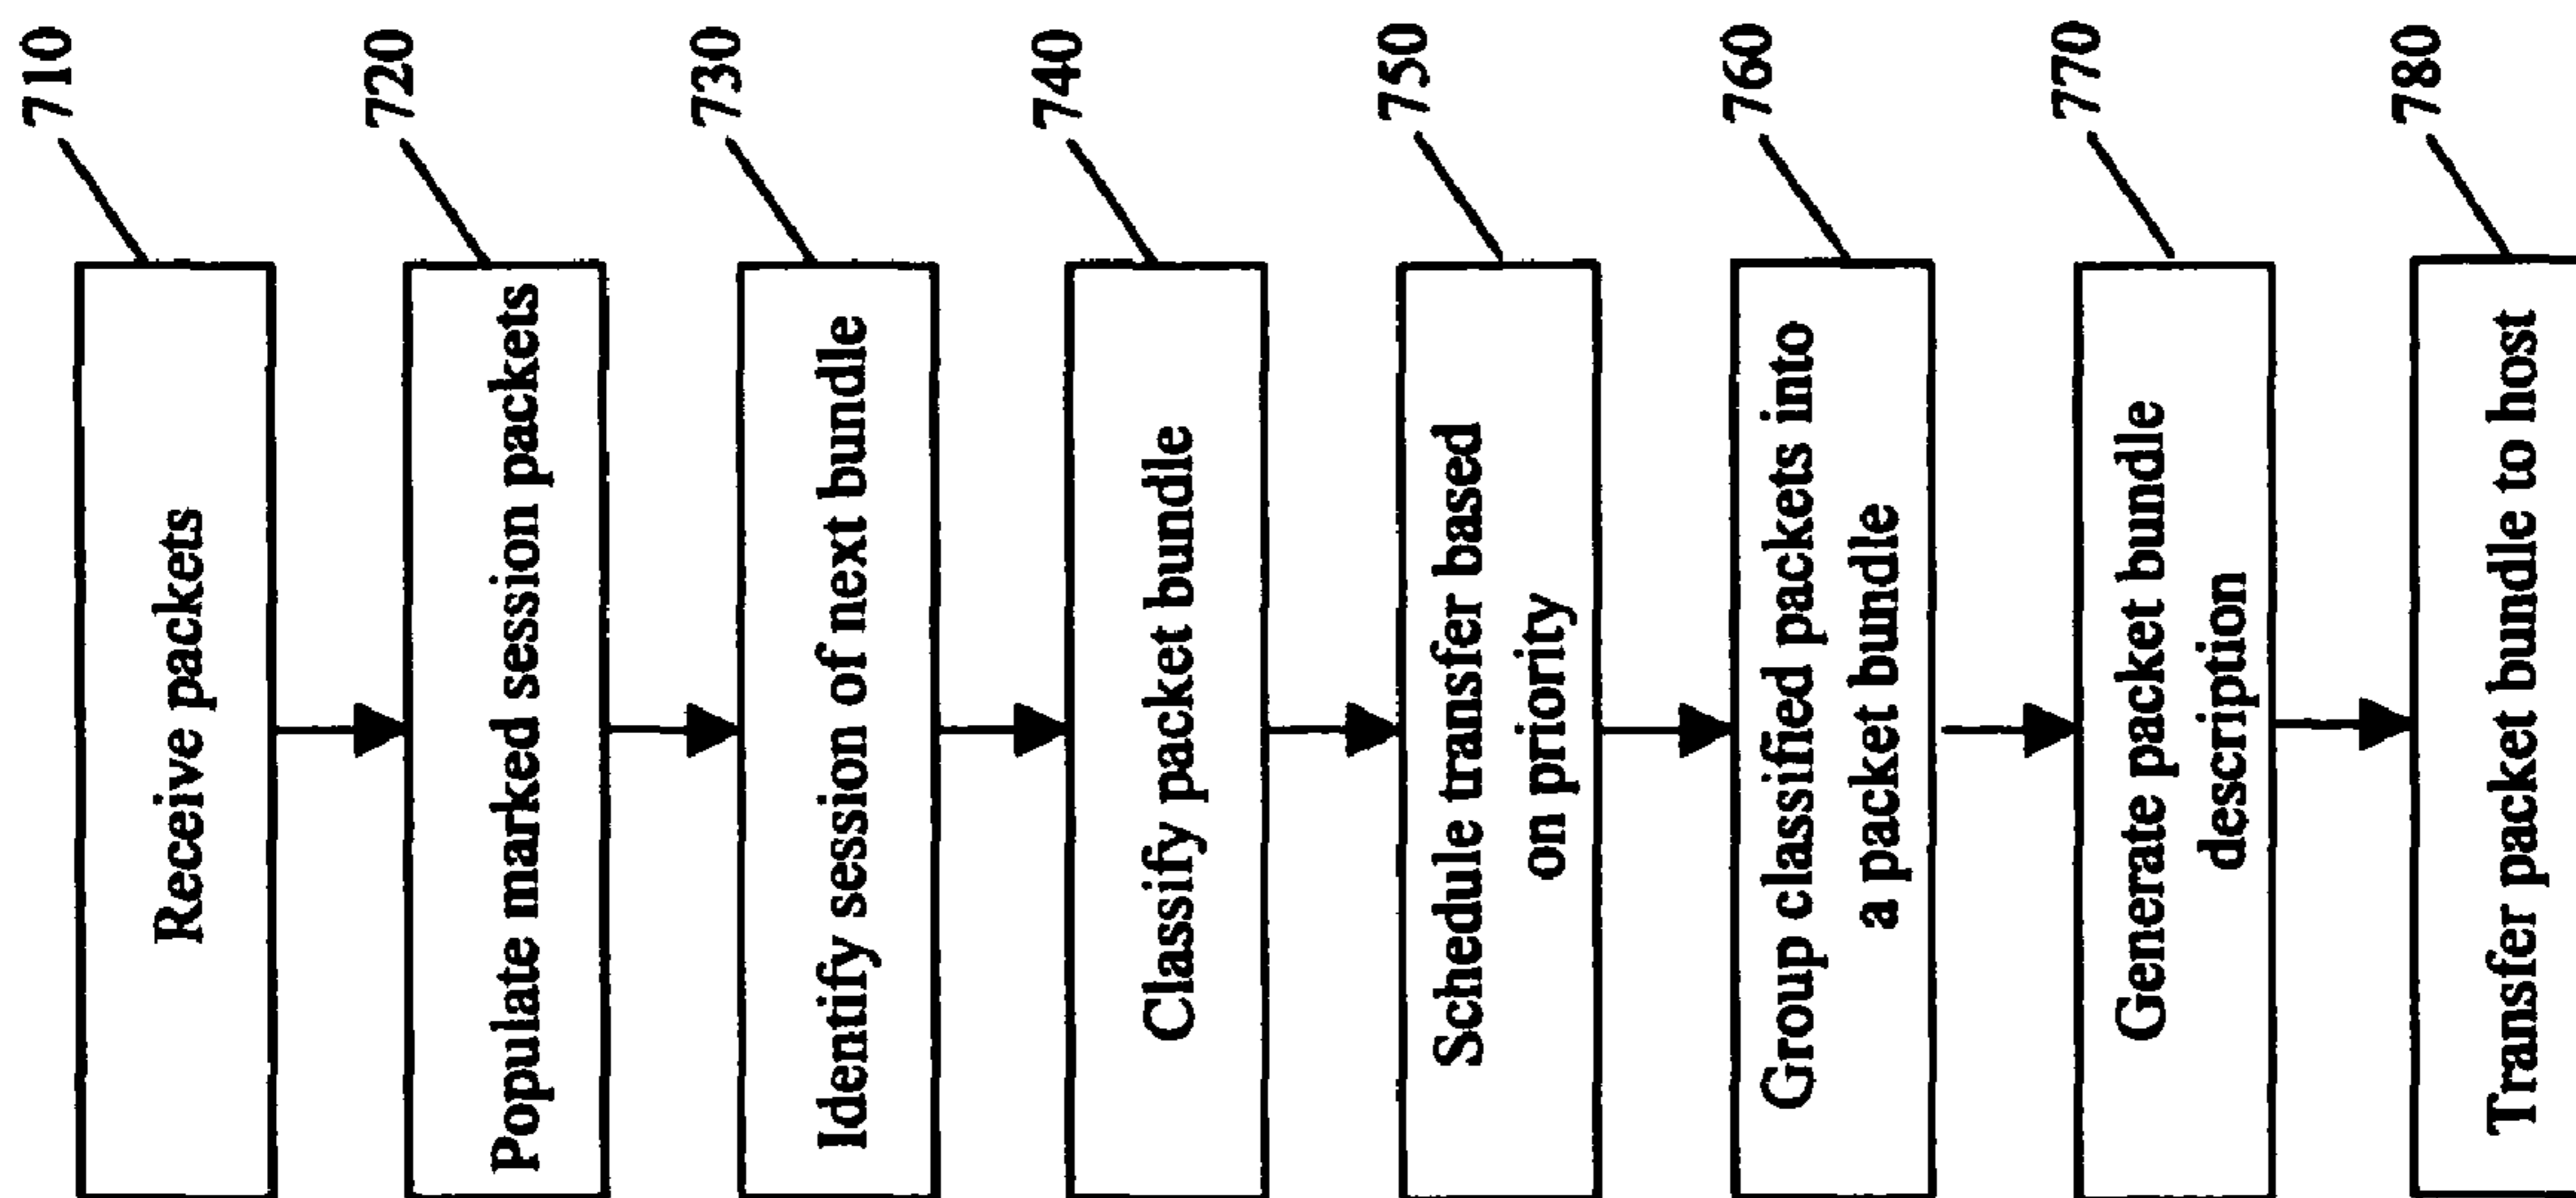 710
Receive packets
720
Populate marked session packets
730
Identify session of next bundle
740
Classify packet bundle
750
Schedule transfer based
on priority
760
Group classified packets into
a packet bundle
770
Generate packet bundle
description
780
Transfer packet bundle to host